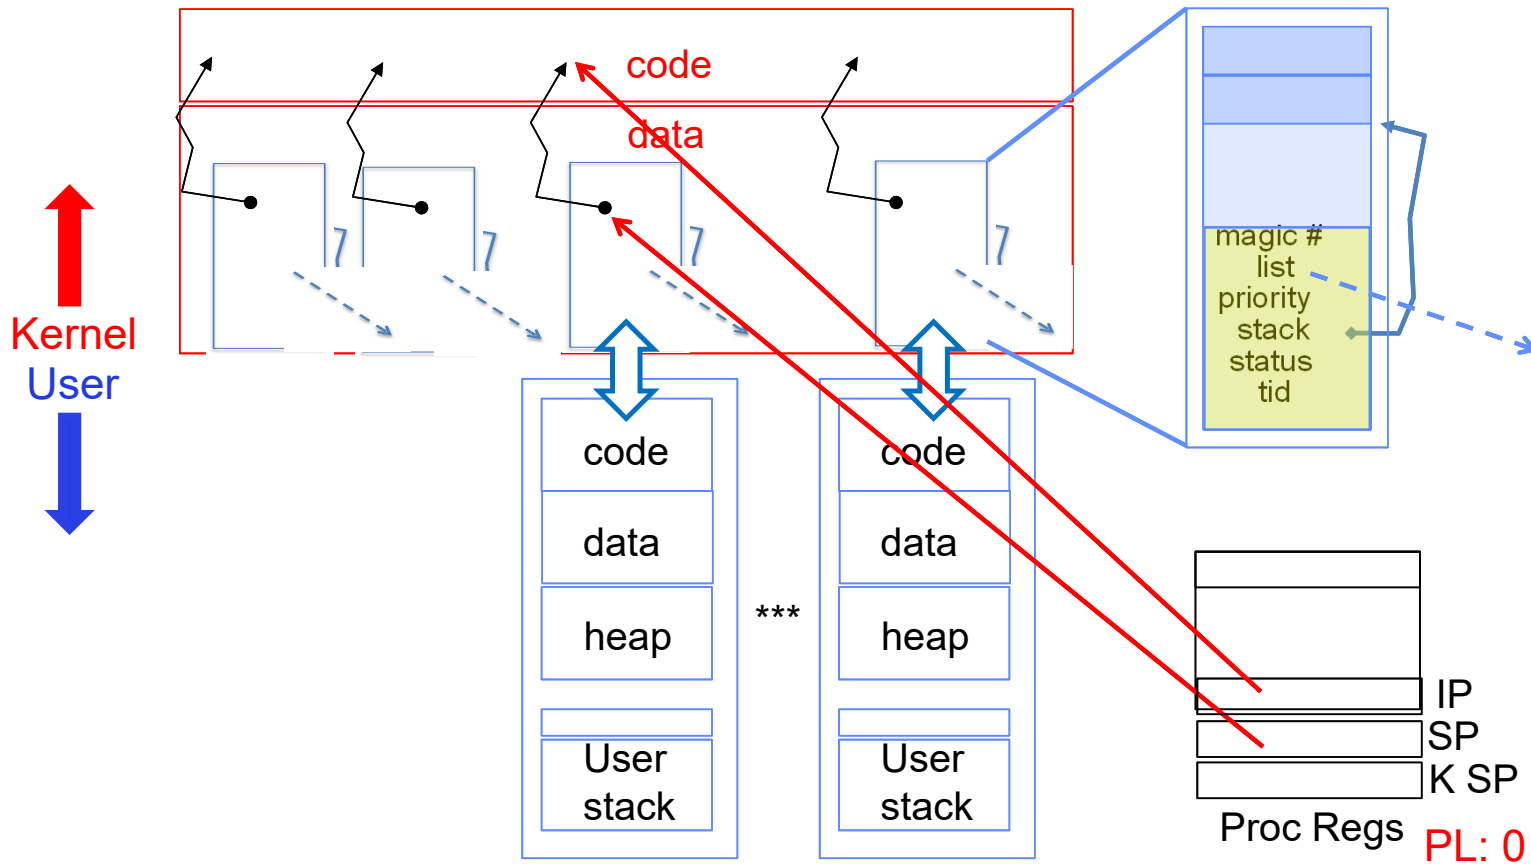 code
data
magic #
list
priority
stack
status
tid
Kernel
User
code
data
heap
User
stack
***
code
data
heap
User
stack
IP
SP
K SP
Proc Regs
PL: 0